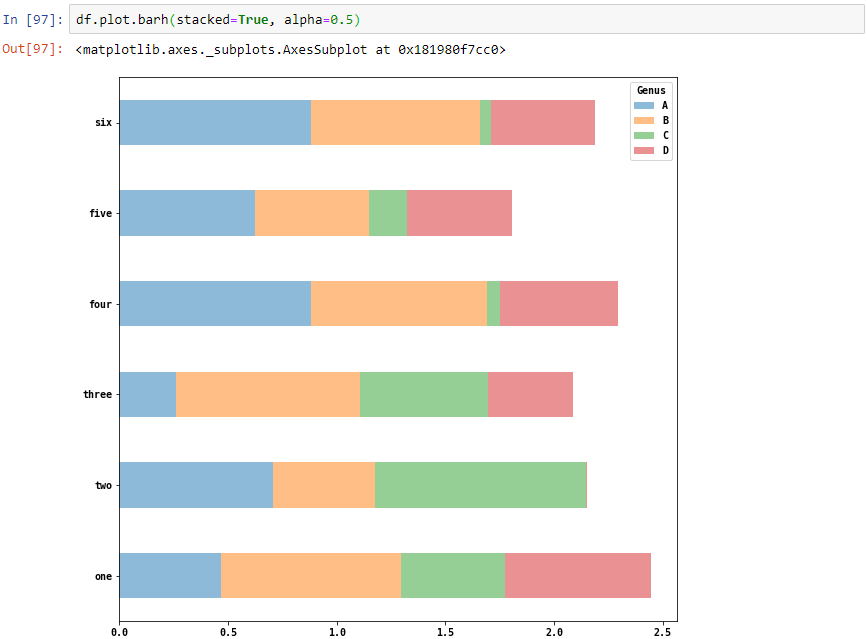 In [97]: df.plot.barh(stacked=True, alpha=0.5)
Out[97]: <matplotlib.axes._subplots.AxesSubplot at 0x181980f7cc0>
Genus
A
B
C
D
six
five
four
three
two
one
0.0 0.5 1.0 1.5 2.0 2.5